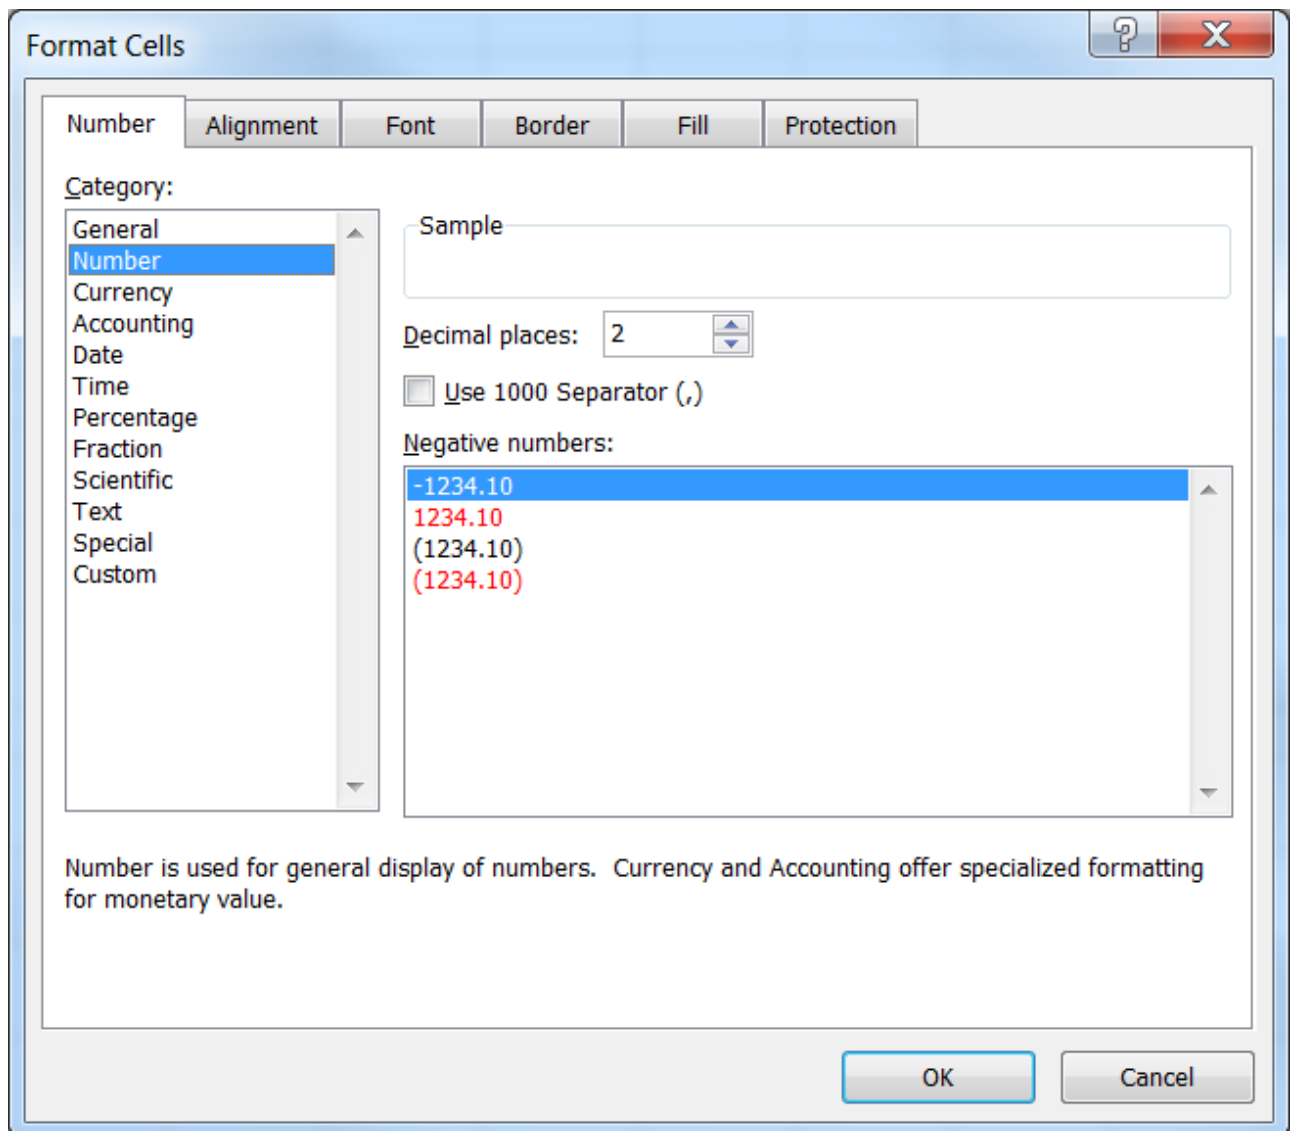 Format Cells
Number Alignment Font Border Fill Protection
Category:
General
Number
Currency
Accounting
Date
Time
Percentage
Fraction
Scientific
Text
Special
Custom
Sample
Decimal places: 2
Use 1000 Separator (,)
Negative numbers:
-1234.10
1234.10
(1234.10)
(1234.10)
Number is used for general display of numbers.  Currency and Accounting offer specialized formatting
for monetary value.
OK Cancel